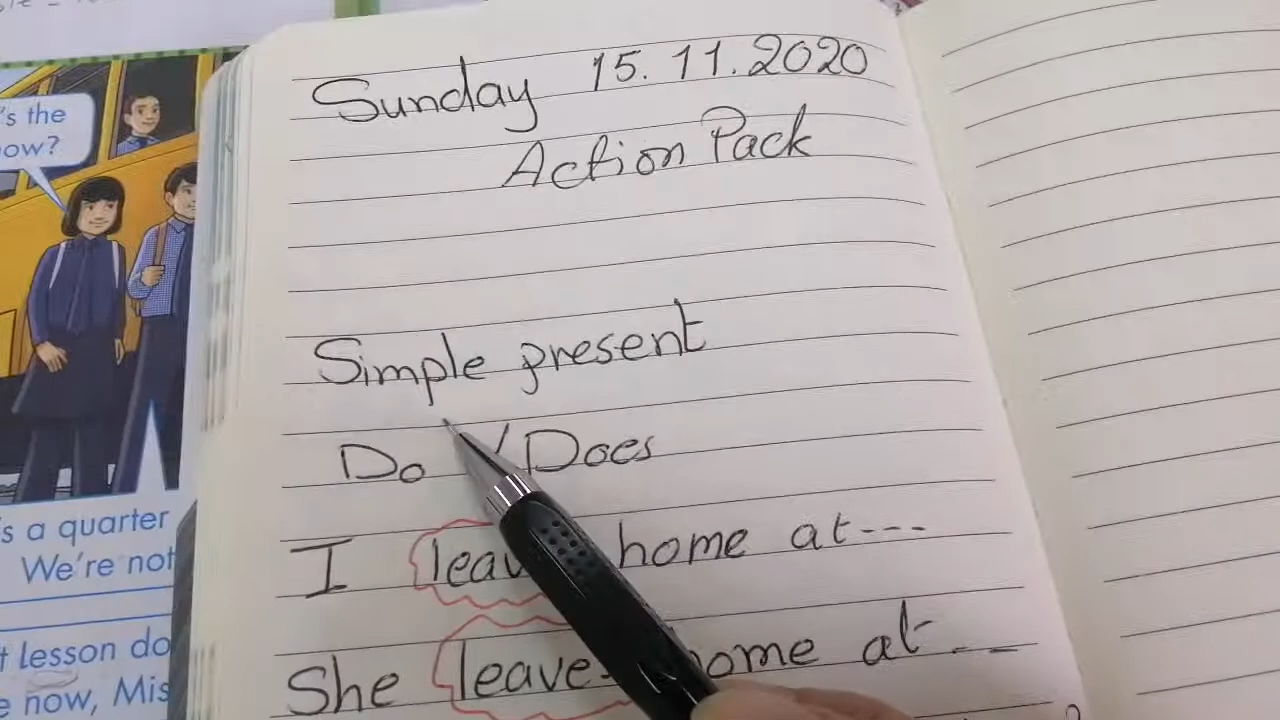 's the
ow?
's a quarter
We're not
t lesson do
e now, Mis
Sunday 15.11.2020
Action Pack
Simple present
Do / Does
I leave home at---
She leaves home at---
?